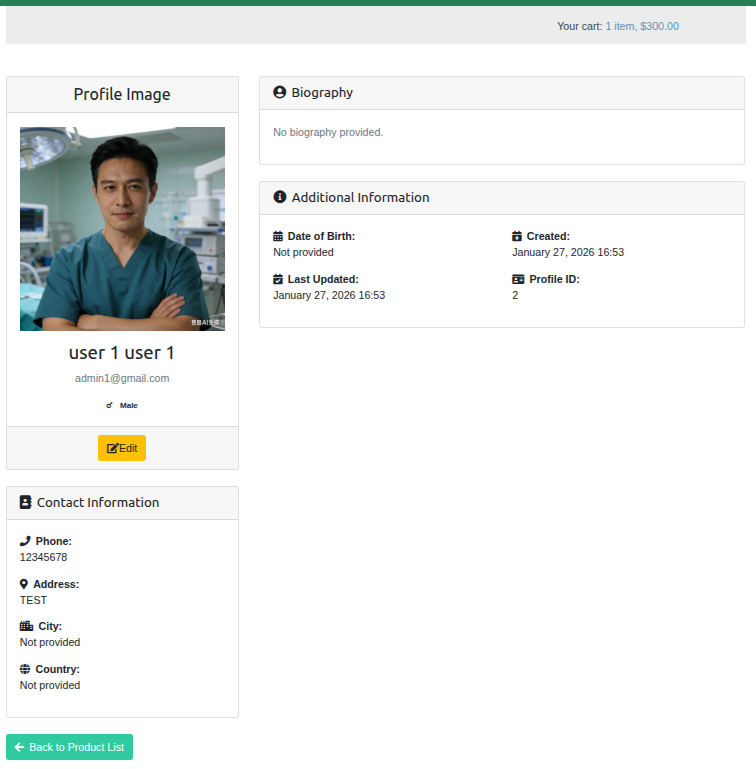 Your cart: 1 item, $300.00
Profile Image
豆包AI生成
user 1 user 1
admin1@gmail.com
Male
Edit
Contact Information
Phone:
12345678
Address:
TEST
City:
Not provided
Country:
Not provided
Back to Product List
Biography
No biography provided.
Additional Information
Date of Birth:
Not provided
Created:
January 27, 2026 16:53
Last Updated:
January 27, 2026 16:53
Profile ID:
2